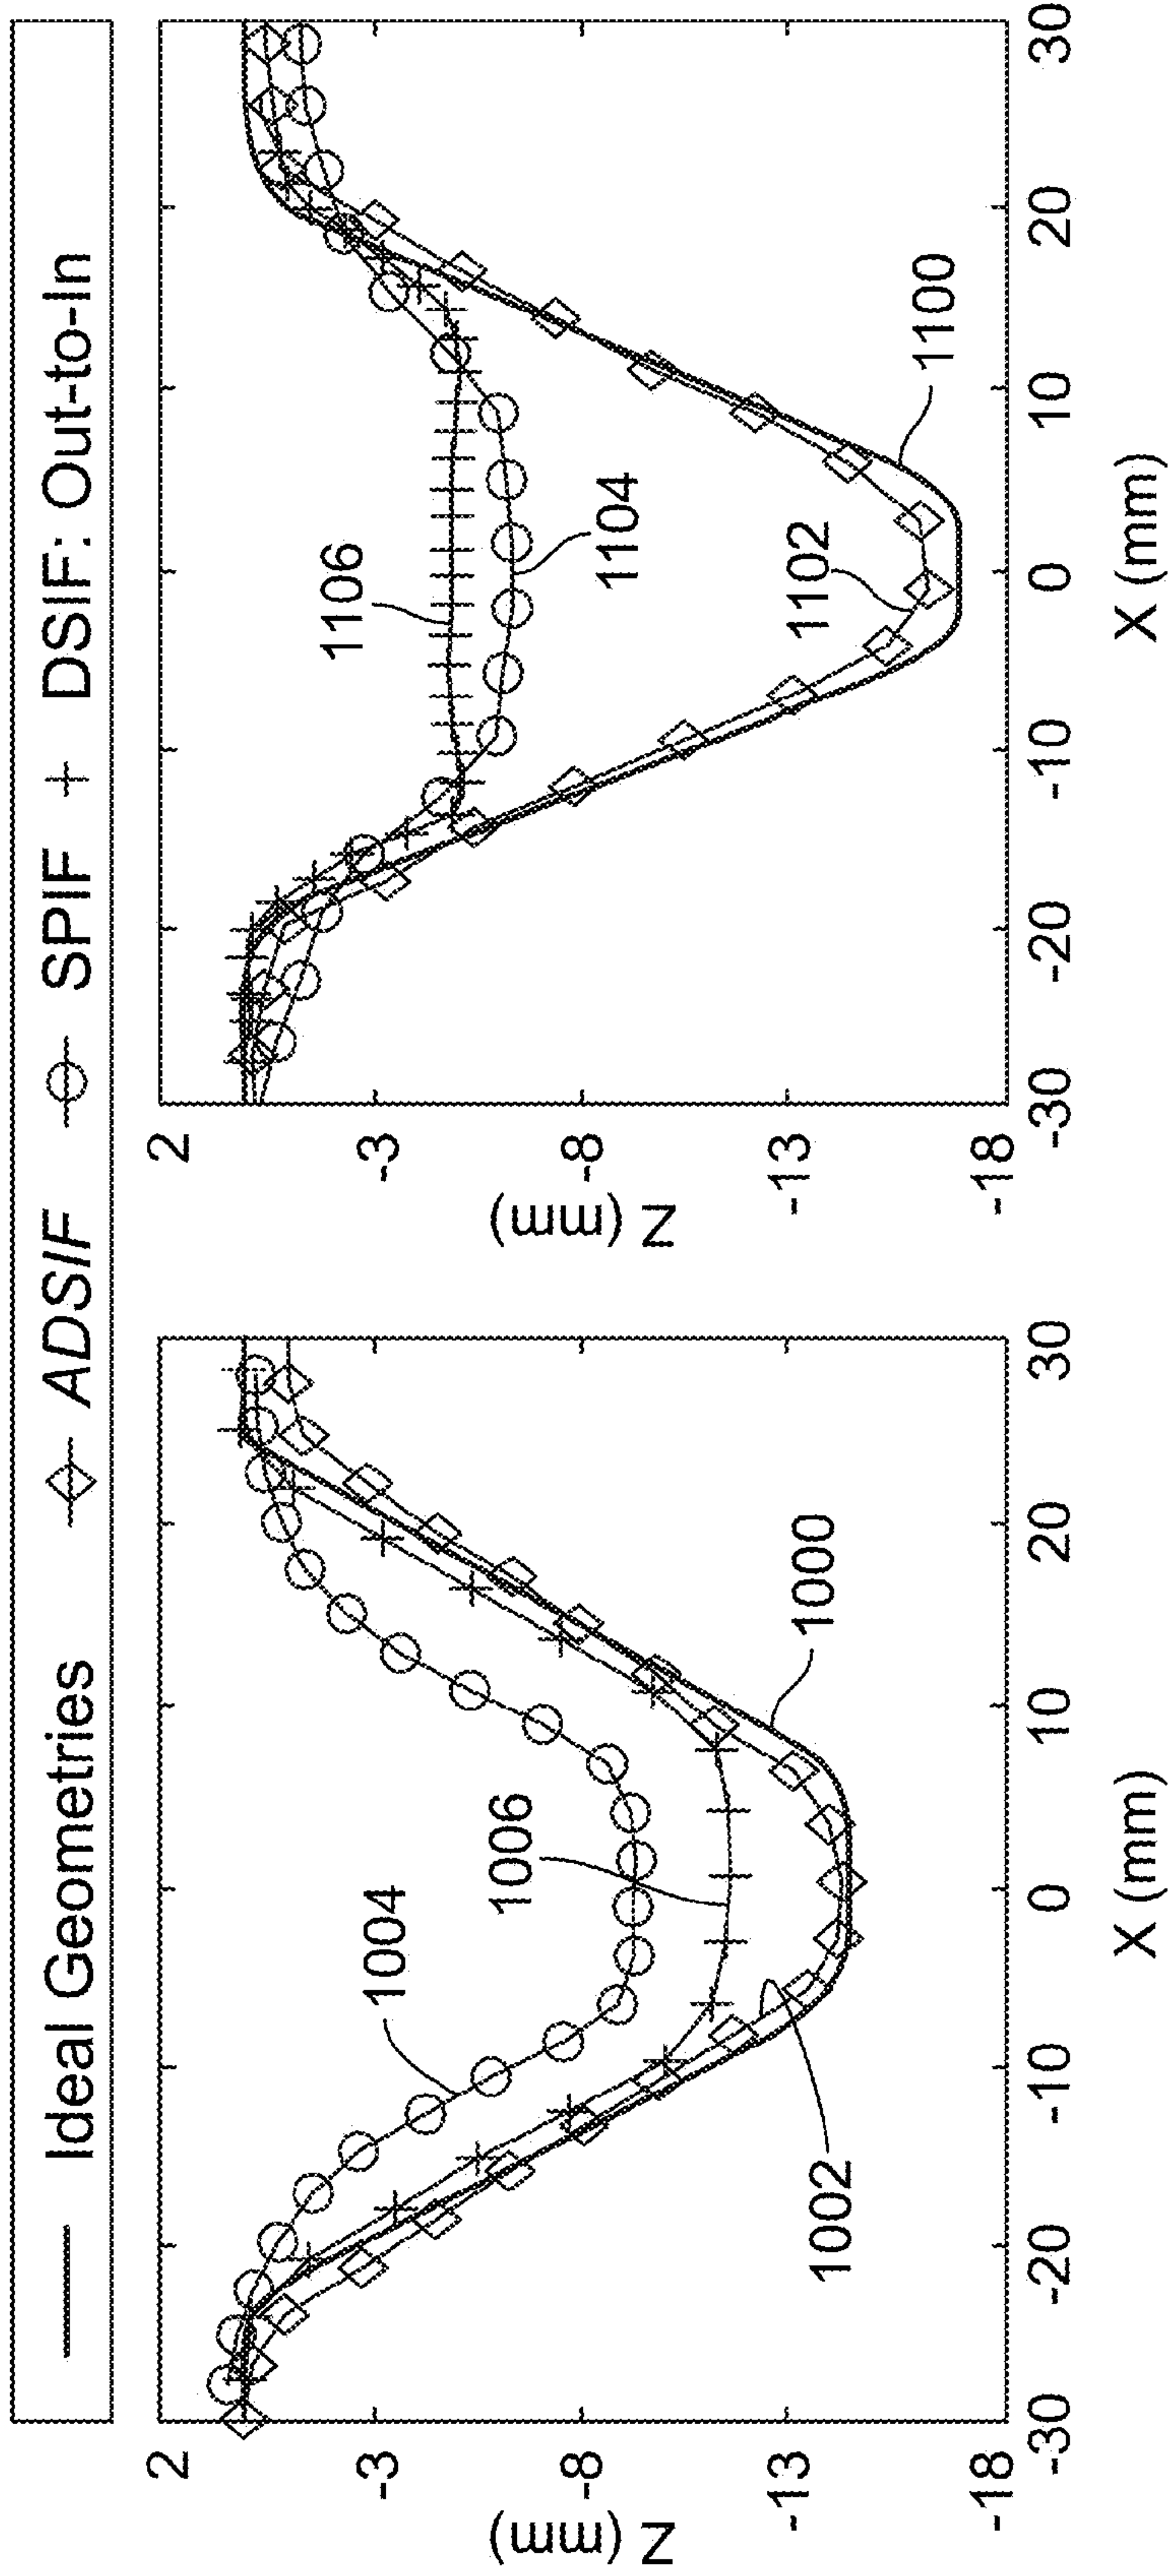 Ideal Geometries ADSIF SPIF + DSIF: Out-to-In
2
-3
-8
-13
-18
Z (mm)
-30 -20 -10 0 10 20 30
X (mm)
1004
1006
1002
1000
2
-3
-8
-13
-18
Z (mm)
-30 -20 -10 0 10 20 30
X (mm)
1106
1104
1102
1100